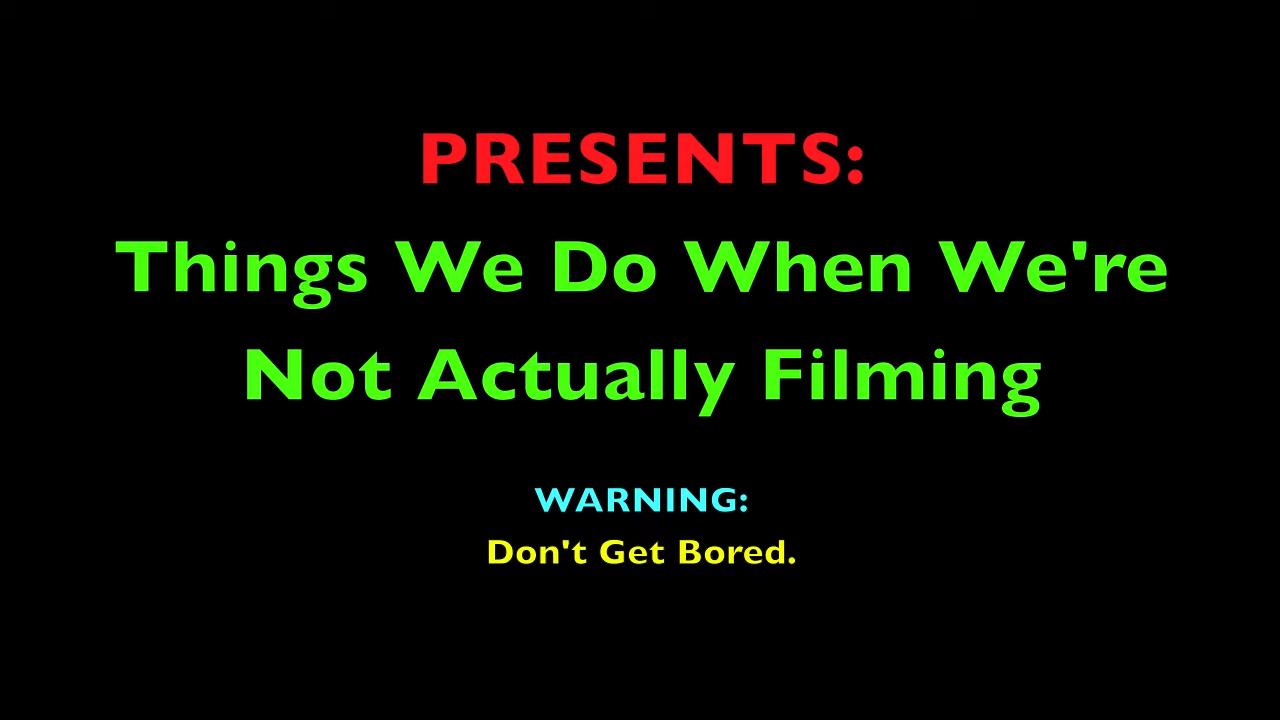 PRESENTS:
Things We Do When We're
Not Actually Filming
WARNING:
Don't Get Bored.